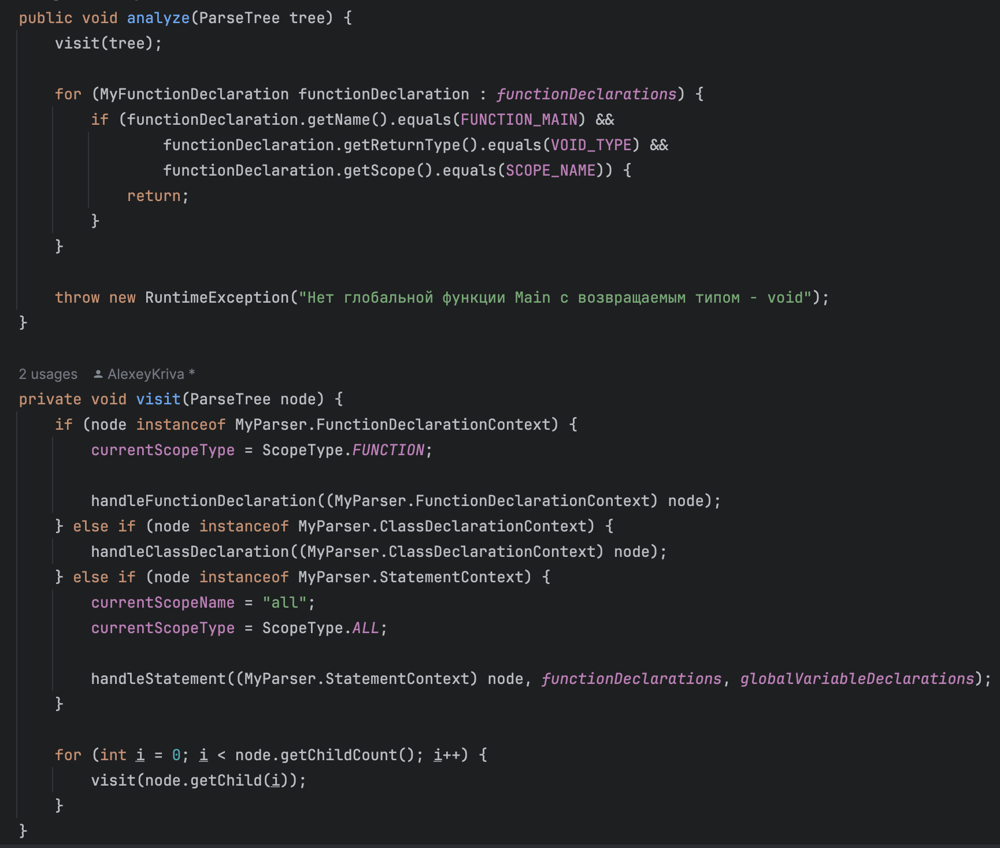 public void analyze(ParseTree tree) {
    visit(tree);

    for (MyFunctionDeclaration functionDeclaration : functionDeclarations) {
        if (functionDeclaration.getName().equals(FUNCTION_MAIN) &&
                functionDeclaration.getReturnType().equals(VOID_TYPE) &&
                functionDeclaration.getScope().equals(SCOPE_NAME)) {
            return;
        }
    }

    throw new RuntimeException("Нет глобальной функции Main с возвращаемым типом - void");
}

2 usages AlexeyKriva *
private void visit(ParseTree node) {
    if (node instanceof MyParser.FunctionDeclarationContext) {
        currentScopeType = ScopeType.FUNCTION;

        handleFunctionDeclaration((MyParser.FunctionDeclarationContext) node);
    } else if (node instanceof MyParser.ClassDeclarationContext) {
        handleClassDeclaration((MyParser.ClassDeclarationContext) node);
    } else if (node instanceof MyParser.StatementContext) {
        currentScopeName = "all";
        currentScopeType = ScopeType.ALL;

        handleStatement((MyParser.StatementContext) node, functionDeclarations, globalVariableDeclarations);
    }

    for (int i = 0; i < node.getChildCount(); i++) {
        visit(node.getChild(i));
    }
}